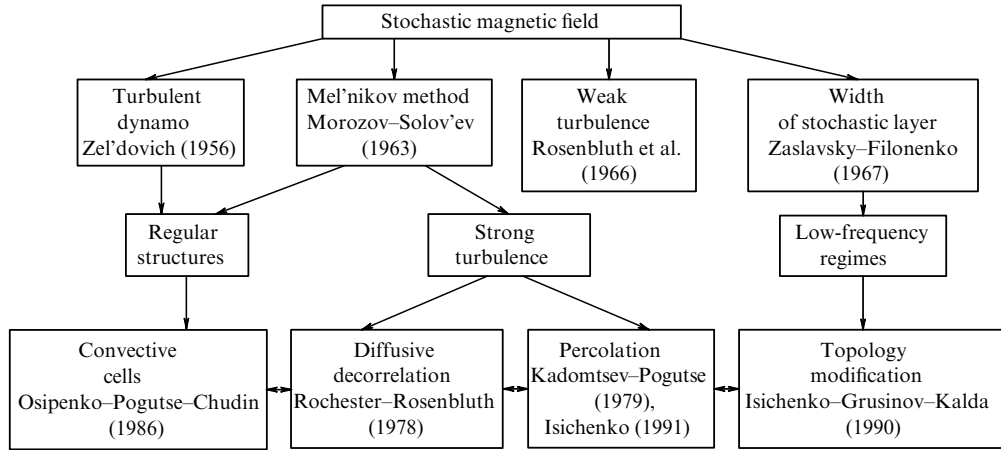 Stochastic magnetic field
Turbulent
dynamo
Zel'dovich (1956)
Mel'nikov method
Morozov–Solov'ev
(1963)
Weak
turbulence
Rosenbluth et al.
(1966)
Width
of stochastic layer
Zaslavsky–Filonenko
(1967)
Regular
structures
Strong
turbulence
Low-frequency
regimes
Convective
cells
Osipenko–Pogutse–Chudin
(1986)
Diffusive
decorrelation
Rochester–Rosenbluth
(1978)
Percolation
Kadomtsev–Pogutse
(1979),
Isichenko (1991)
Topology
modification
Isichenko–Grusinov–Kalda
(1990)